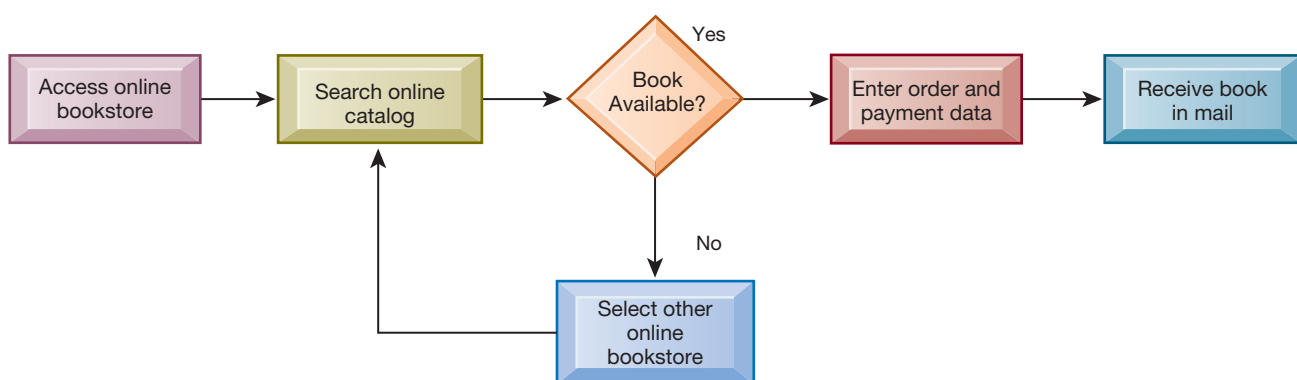 Access online
bookstore
Search online
catalog
Book
Available?
Yes
Enter order and
payment data
Receive book
in mail
No
Select other
online
bookstore